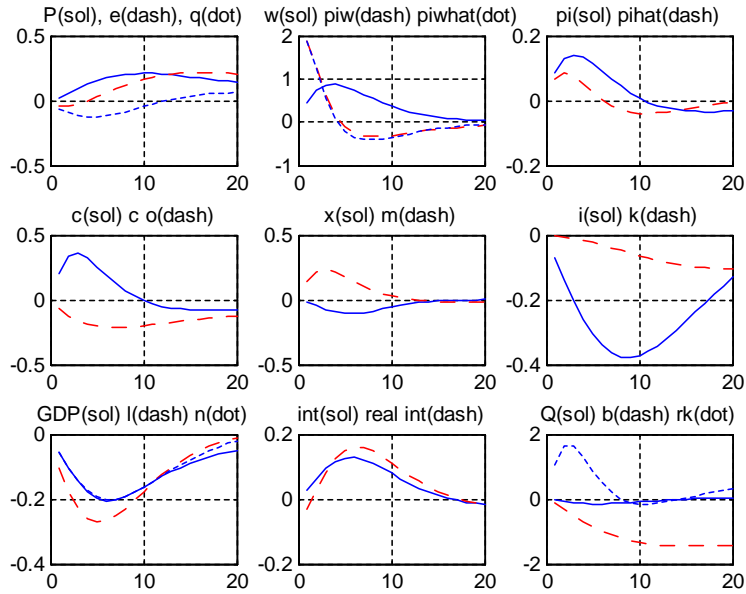 P(sol), e(dash), q(dot)
w(sol) piw(dash) piwhat(dot)
pi(sol) pihat(dash)
0.5
0
-0.5
0 10 20
2
1
0
-1
0 10 20
0.2
0
0.2
0 10 20
c(sol) c o(dash)
x(sol) m(dash)
i(sol) k(dash)
0.5
0
0.5
0 10 20
0.5
0
0.5
0 10 20
0
-0.2
-0.4
0 10 20
GDP(sol) l(dash) n(dot)
int(sol) real int(dash)
Q(sol) b(dash) rk(dot)
0
-0.2
-0.4
0 10 20
0.2
0
0.2
0 10 20
2
0
-2
0 10 20